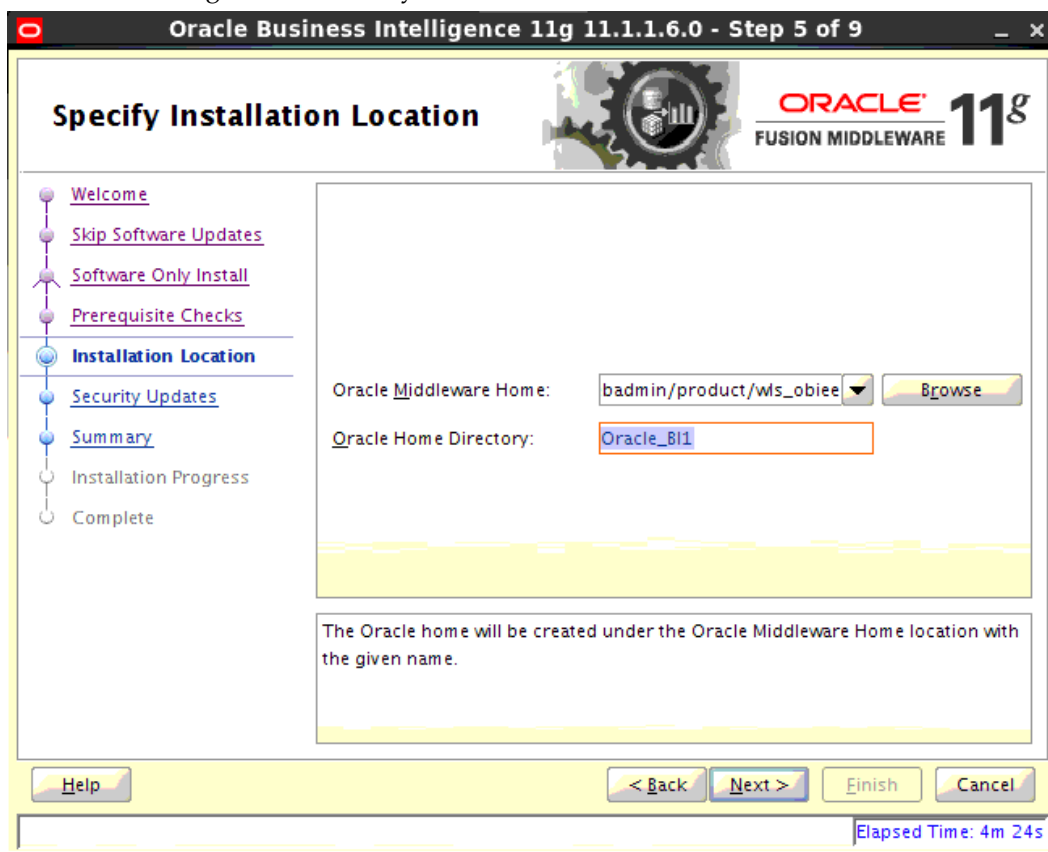 Oracle Business Intelligence 11g 11.1.1.6.0 - Step 5 of 9
Specify Installation Location
ORACLE
FUSION MIDDLEWARE
11g
Welcome
Skip Software Updates
Software Only Install
Prerequisite Checks
Installation Location
Security Updates
Summary
Installation Progress
Complete
Oracle Middleware Home: badmin/product/wls_obiee Browse
Oracle Home Directory: Oracle_BI1
The Oracle home will be created under the Oracle Middleware Home location with
the given name.
Help < Back Next > Finish Cancel
Elapsed Time: 4m 24s